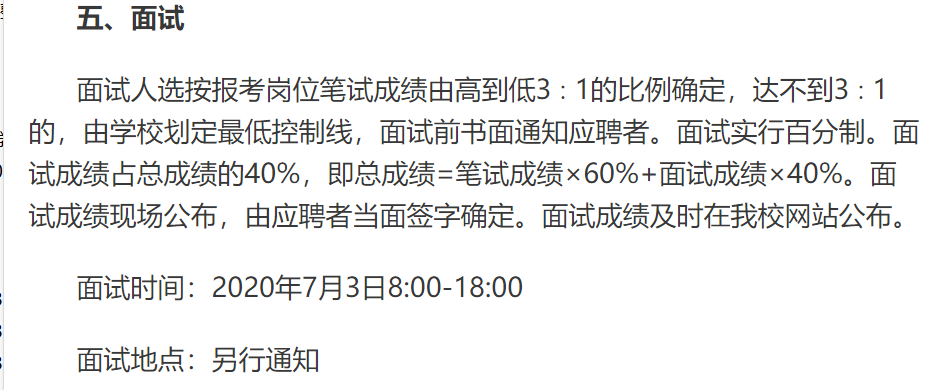 五、面试
面试人选按报考岗位笔试成绩由高到低3：1的比例确定，达不到3：1
的，由学校划定最低控制线，面试前书面通知应聘者。面试实行百分制。面
试成绩占总成绩的40%，即总成绩=笔试成绩×60%+面试成绩×40%。面
试成绩现场公布，由应聘者当面签字确定。面试成绩及时在我校网站公布。
面试时间：2020年7月3日8:00-18:00
面试地点：另行通知